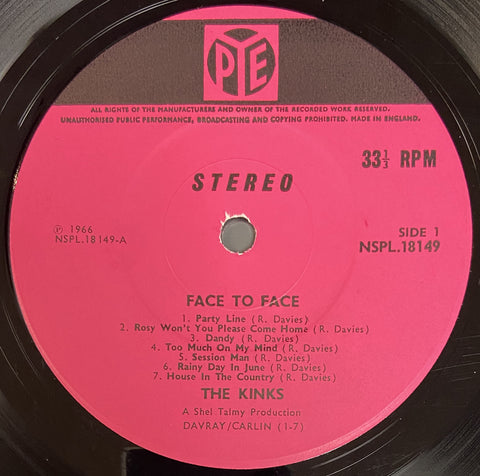 PYE
ALL RIGHTS OF THE MANUFACTURERS AND OWNER OF THE RECORDED WORK RESERVED.
UNAUTHORISED PUBLIC PERFORMANCE, BROADCASTING AND COPYING PROHIBITED. MADE IN ENGLAND.
33⅓ RPM
STEREO
℗ 1966
NSPL.18149-A
SIDE 1
NSPL.18149
FACE TO FACE
1. Party Line (R. Davies)
2. Rosy Won't You Please Come Home (R. Davies)
3. Dandy (R. Davies)
4. Too Much On My Mind (R. Davies)
5. Session Man (R. Davies)
6. Rainy Day In June (R. Davies)
7. House In The Country (R. Davies)
THE KINKS
A Shel Talmy Production
DAVRAY/CARLIN (1-7)